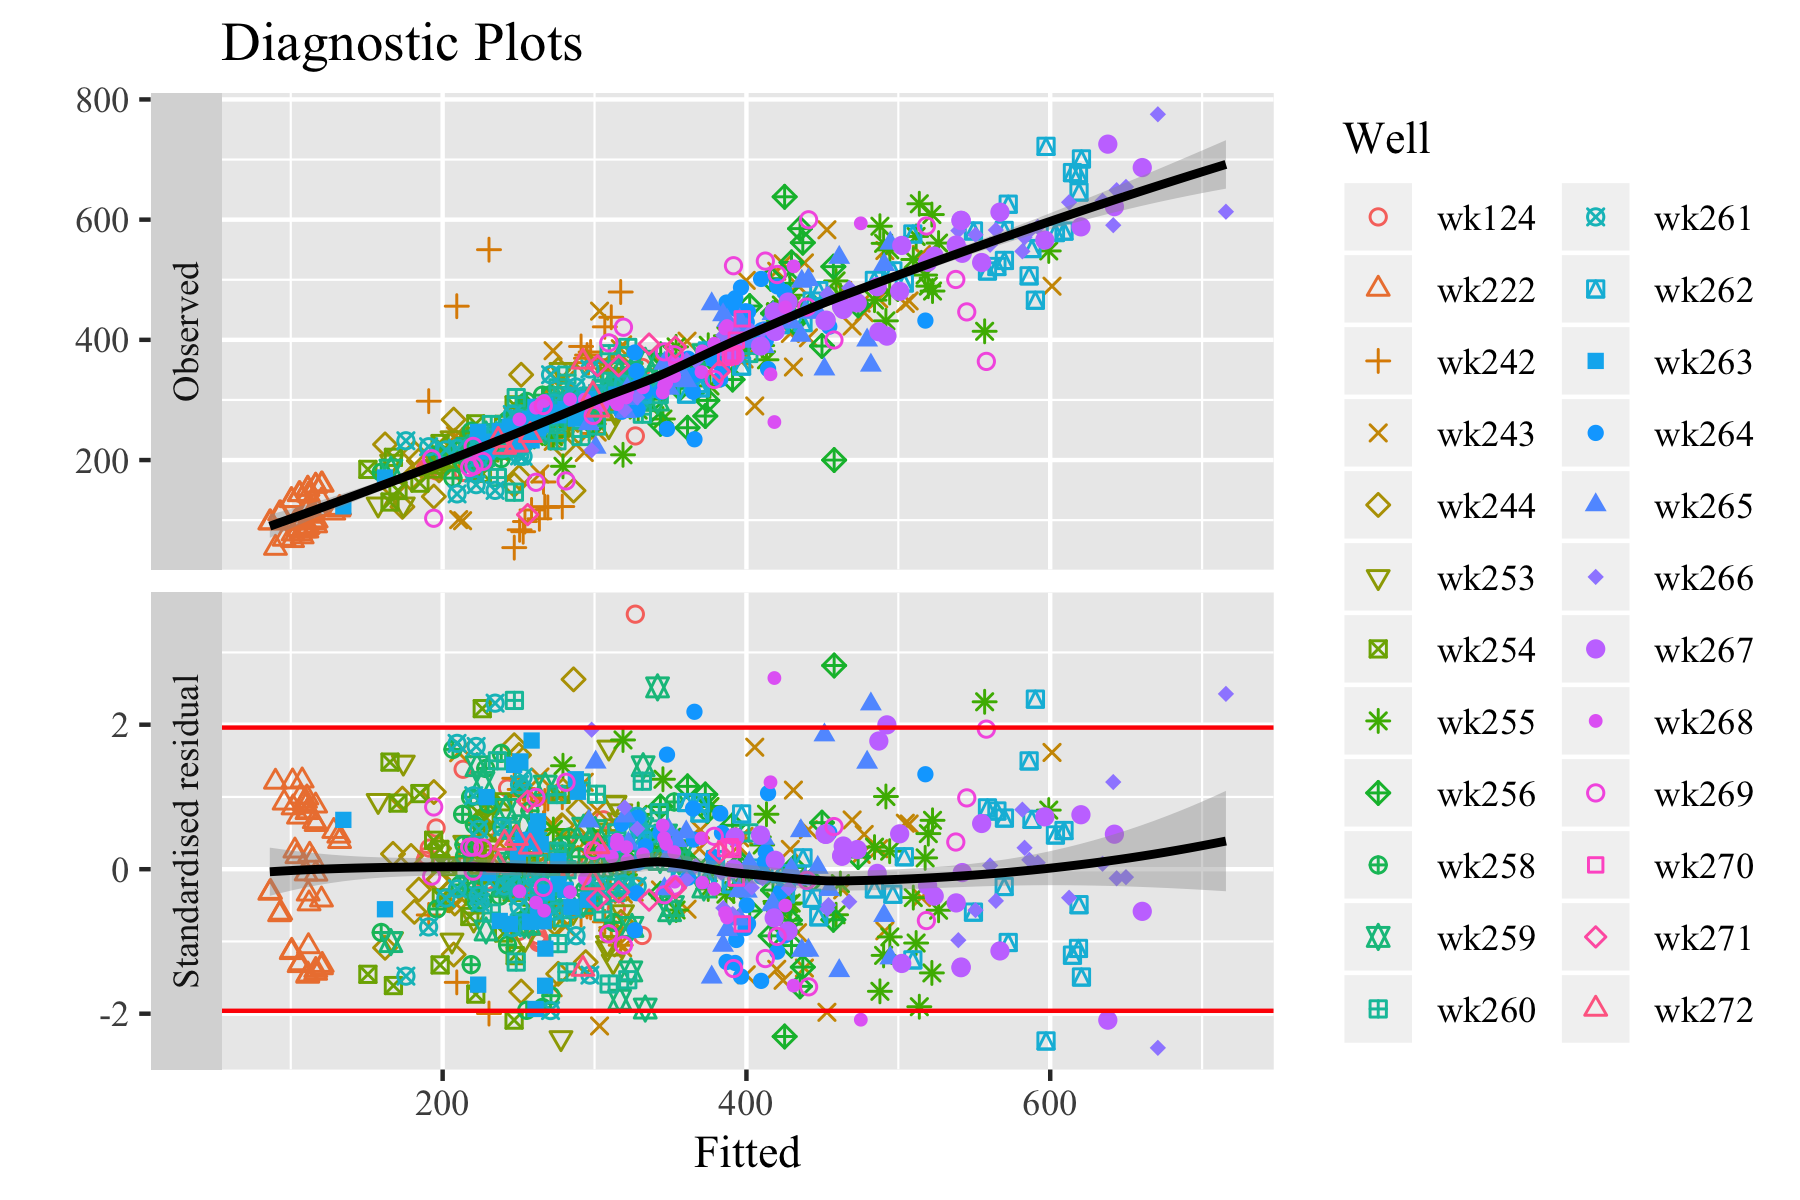 Diagnostic Plots
800
600
400
200
Observed
2
0
-2
Standardised residual
200 400 600
Fitted
Well
wk124 wk261
wk222 wk262
wk242 wk263
wk243 wk264
wk244 wk265
wk253 wk266
wk254 wk267
wk255 wk268
wk256 wk269
wk258 wk270
wk259 wk271
wk260 wk272